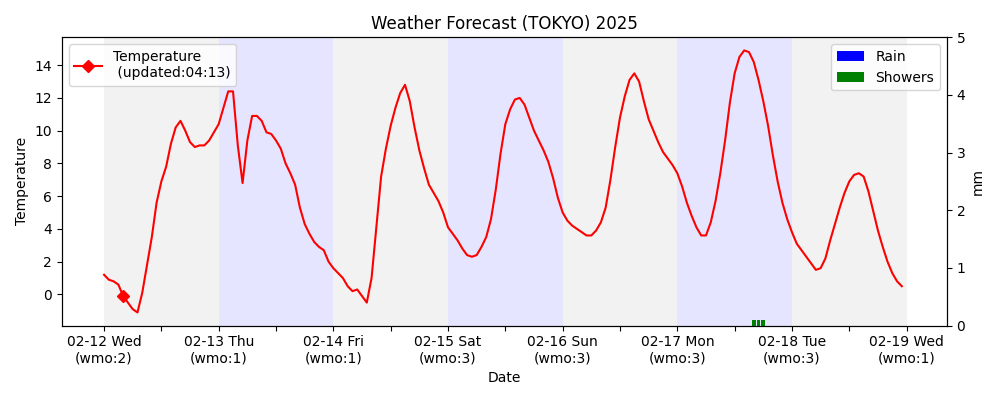 Weather Forecast (TOKYO) 2025
Temperature
(updated:04:13)
Rain
Showers
Temperature
14
12
10
8
6
4
2
0
5
4
3
2
1
0
mm
02-12 Wed
(wmo:2)
02-13 Thu
(wmo:1)
02-14 Fri
(wmo:1)
02-15 Sat
(wmo:3)
02-16 Sun
(wmo:3)
02-17 Mon
(wmo:3)
02-18 Tue
(wmo:3)
02-19 Wed
(wmo:1)
Date